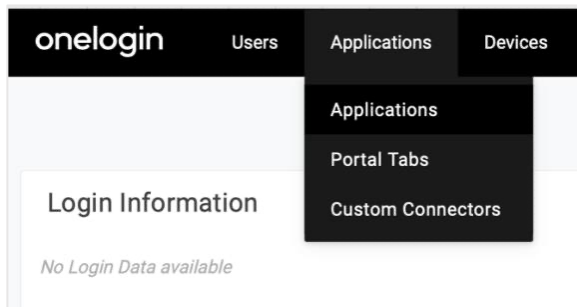 onelogin Users Applications Devices
Applications
Portal Tabs
Login Information
Custom Connectors
No Login Data available